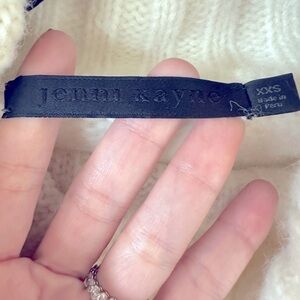 jenni kayne
XXS
Made in
Peru